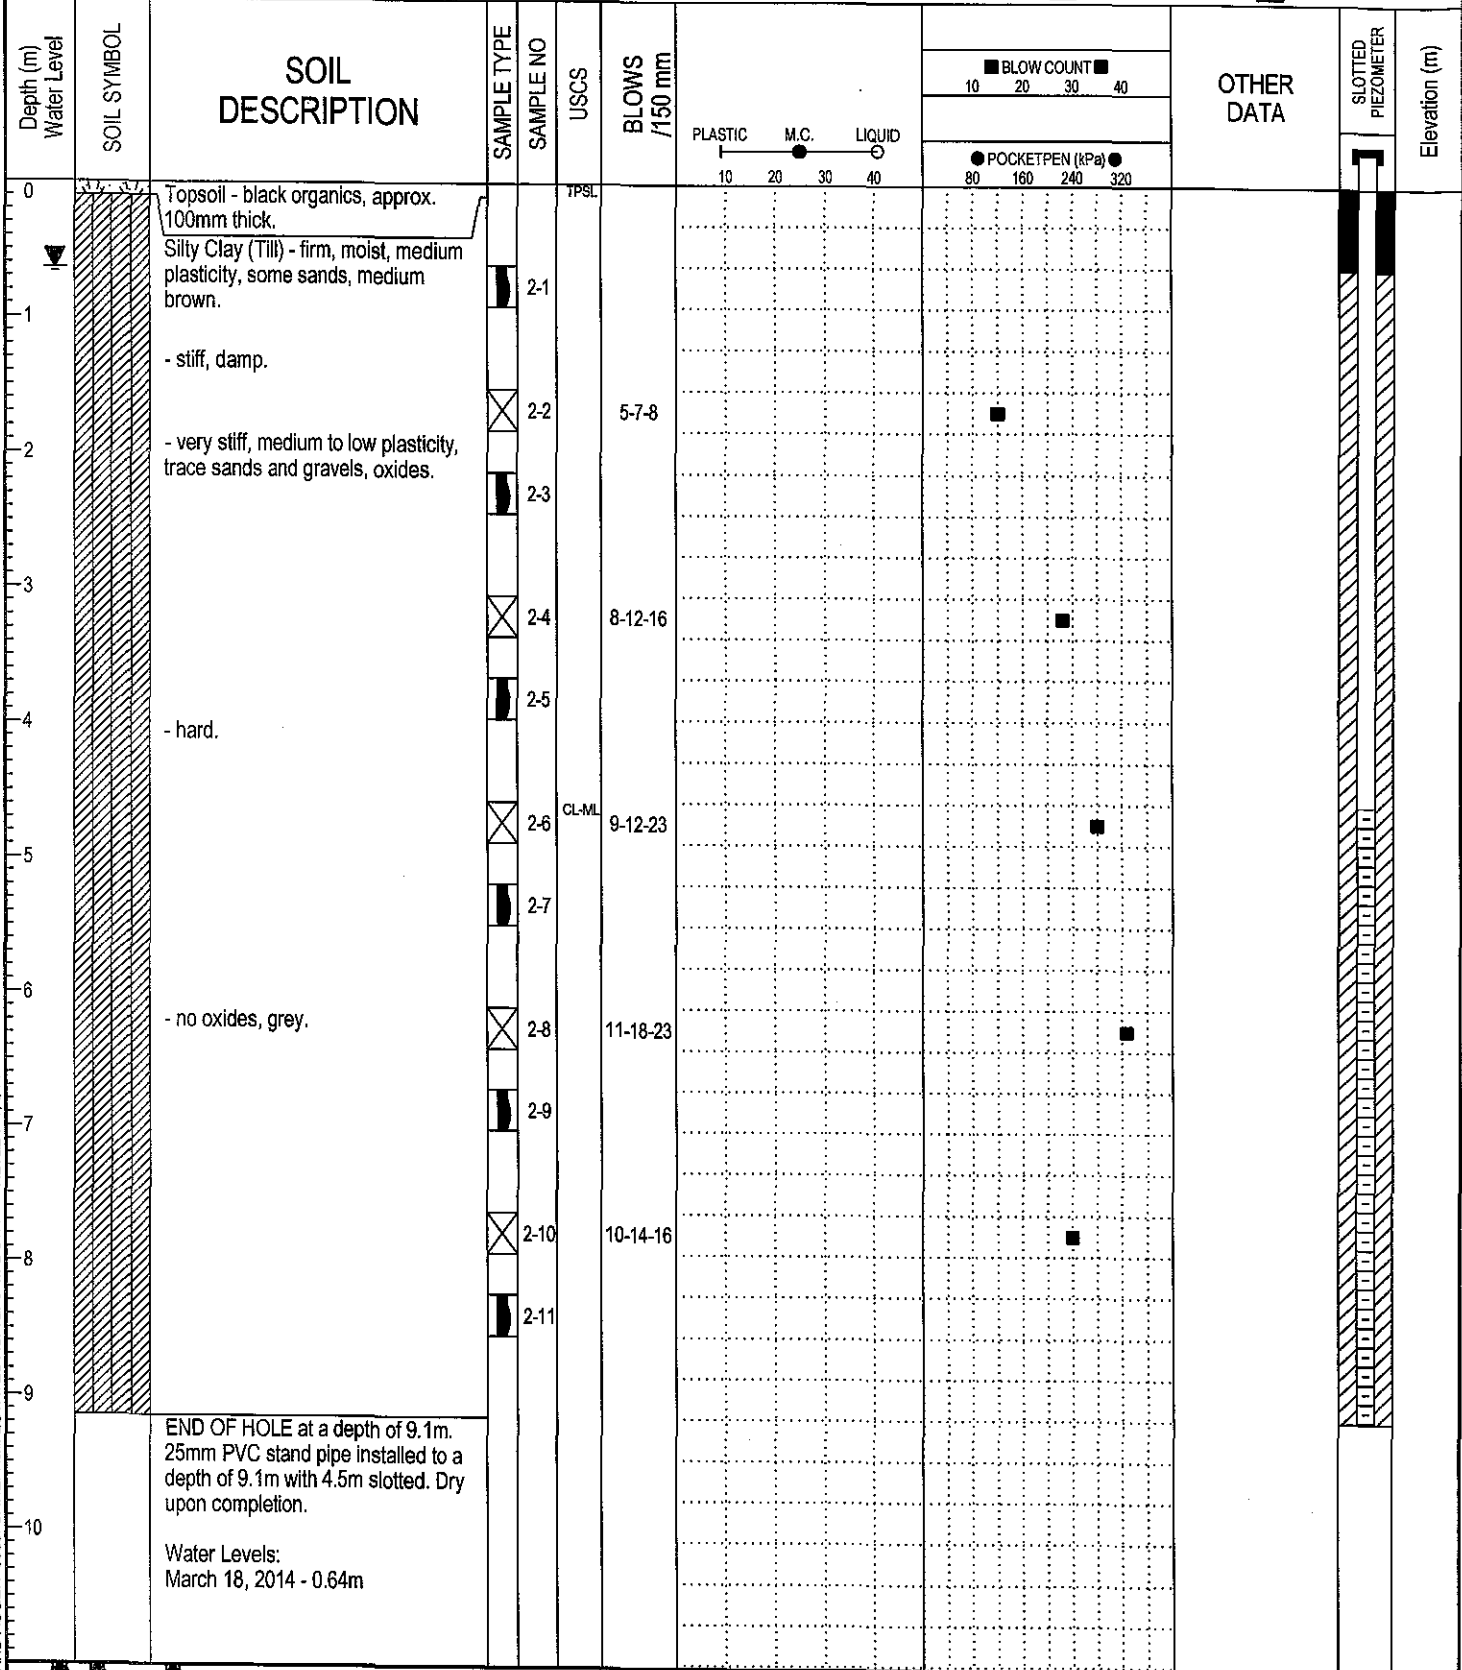 Depth (m)
Water Level
SOIL SYMBOL
SOIL
DESCRIPTION
SAMPLE TYPE
SAMPLE NO
USCS
BLOWS
/150 mm
PLASTIC M.C. LIQUID
10 20 30 40
BLOW COUNT
10 20 30 40
POCKETPEN (kPa)
80 160 240 320
OTHER
DATA
SLOTTED
PIEZOMETER
Elevation (m)
0
Topsoil - black organics, approx.
100mm thick.
TPSL
Silty Clay (Till) - firm, moist, medium
plasticity, some sands, medium
brown.
2-1
1
- stiff, damp.
2-2 5-7-8
2
- very stiff, medium to low plasticity,
trace sands and gravels, oxides.
2-3
3
2-4 8-12-16
2-5
4
- hard.
2-6 CL-ML 9-12-23
5
2-7
6
- no oxides, grey.
2-8 11-18-23
2-9
7
2-10 10-14-16
8
2-11
9
END OF HOLE at a depth of 9.1m.
25mm PVC stand pipe installed to a
depth of 9.1m with 4.5m slotted. Dry
upon completion.
10
Water Levels:
March 18, 2014 - 0.64m